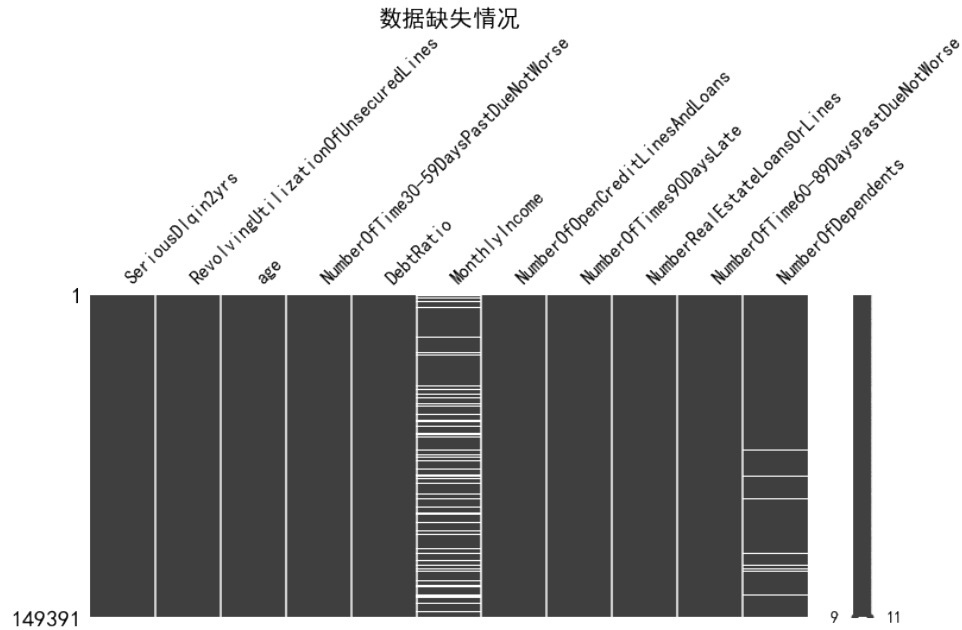 数据缺失情况
SeriousDlqin2yrs
RevolvingUtilizationOfUnsecuredLines
age
NumberOfTime30-59DaysPastDueNotWorse
DebtRatio
MonthlyIncome
NumberOfOpenCreditLinesAndLoans
NumberOfTimes90DaysLate
NumberRealEstateLoansOrLines
NumberOfTime60-89DaysPastDueNotWorse
NumberOfDependents
1
149391
9
11